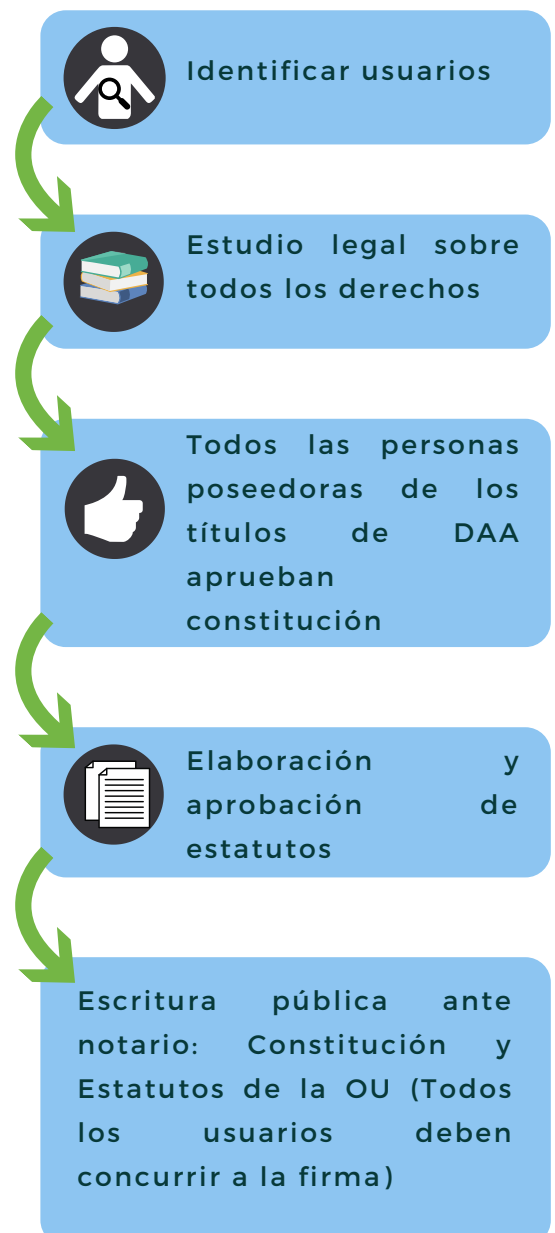 Identificar usuarios
Estudio legal sobre
todos los derechos
Todos las personas
poseedoras de los
títulos de DAA
aprueban
constitución
Elaboración y
aprobación de
estatutos
Escritura pública ante
notario: Constitución y
Estatutos de la OU (Todos
los usuarios deben
concurrir a la firma)